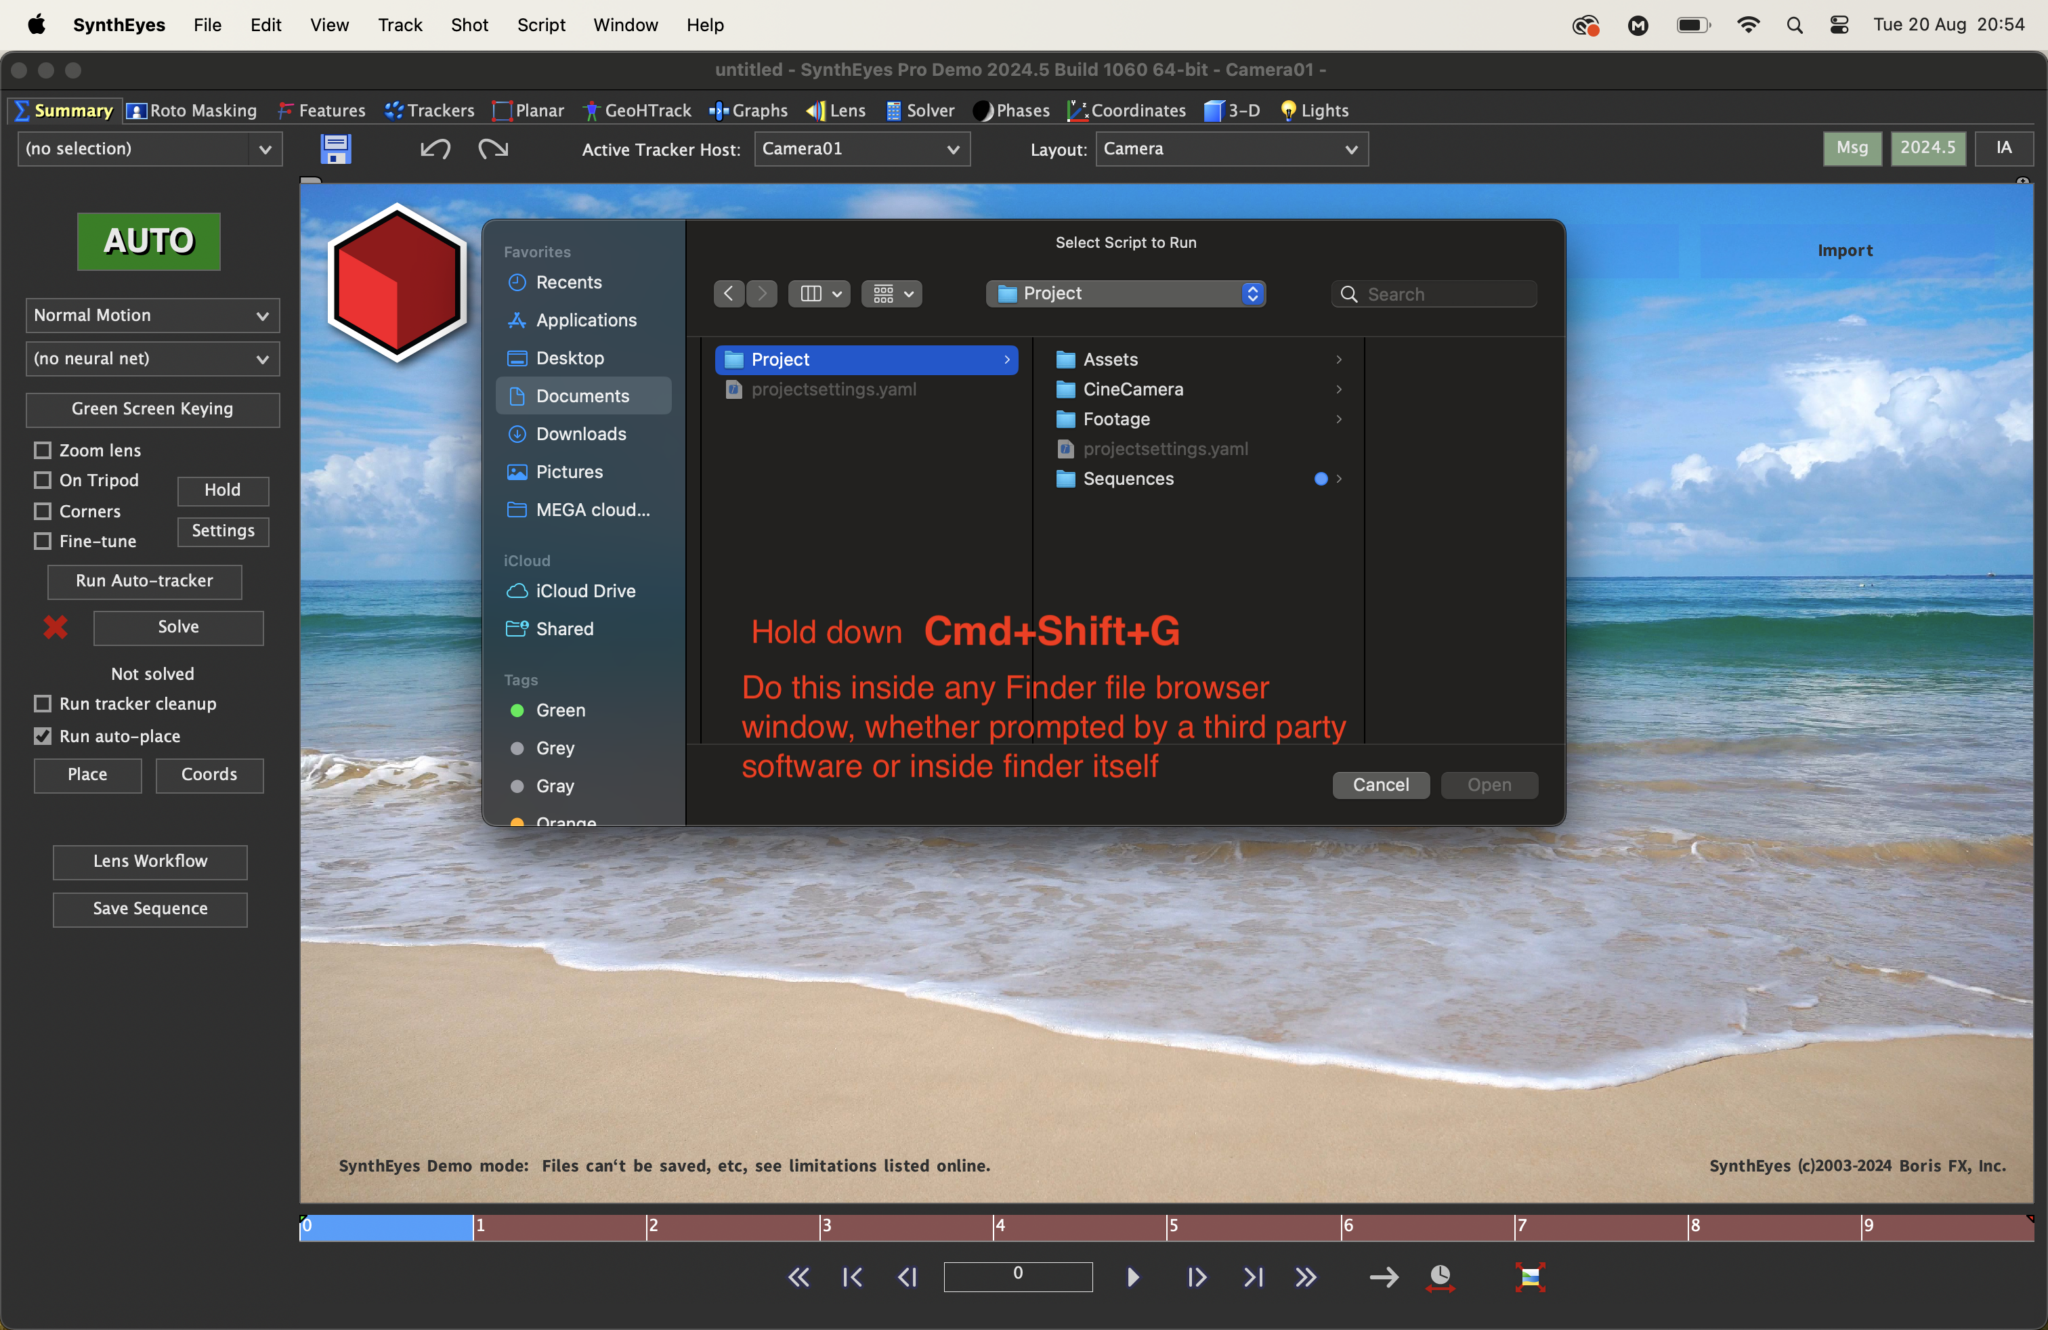 SynthEyes File Edit View Track Shot Script Window Help Tue 20 Aug 20:54
untitled - SynthEyes Pro Demo 2024.5 Build 1060 64-bit - Camera01 -
Summary Roto Masking Features Trackers Planar GeoHTrack Graphs Lens Solver Phases Coordinates 3-D Lights
(no selection) Active Tracker Host: Camera01 Layout: Camera Msg 2024.5 IA
AUTO
Normal Motion
(no neural net)
Green Screen Keying
Zoom lens
On Tripod
Hold
Corners
Settings
Fine-tune
Run Auto-tracker
Solve
Not solved
Run tracker cleanup
Run auto-place
Place Coords
Lens Workflow
Save Sequence
Import
Favorites
Recents
Applications
Desktop
Documents
Downloads
Pictures
MEGA cloud...
iCloud
iCloud Drive
Shared
Tags
Green
Grey
Gray
Orange
Select Script to Run
Project Search
Project
projectsettings.yaml
Assets
CineCamera
Footage
projectsettings.yaml
Sequences
Hold down Cmd+Shift+G
Do this inside any Finder file browser
window, whether prompted by a third party
software or inside finder itself
Cancel Open
SynthEyes Demo mode: Files can't be saved, etc, see limitations listed online.
SynthEyes (c)2003-2024 Boris FX, Inc.
0 1 2 3 4 5 6 7 8 9
0